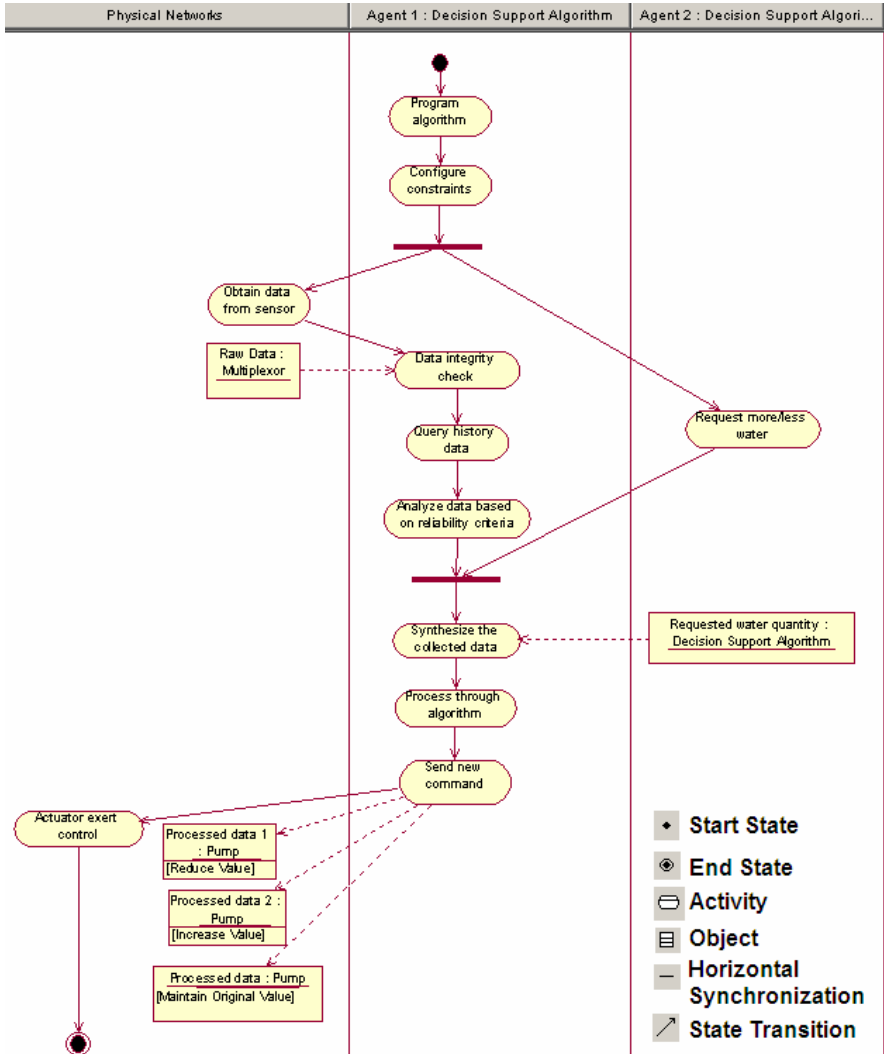 Physical Networks
Agent 1 : Decision Support Algorithm
Agent 2 : Decision Support Algori...
Program
algorithm
Configure
constraints
Obtain data
from sensor
Raw Data :
Multiplexor
Data integrity
check
Query history
data
Request more/less
water
Analyze data based
on reliability criteria
Synthesize the
collected data
Requested water quantity :
Decision Support Algorithm
Process through
algorithm
Send new
command
Actuator exert
control
Processed data 1
: Pump
[Reduce Value]
Processed data 2 :
Pump
[Increase Value]
Processed data : Pump
[Maintain Original Value]
Start State
End State
Activity
Object
Horizontal
Synchronization
State Transition